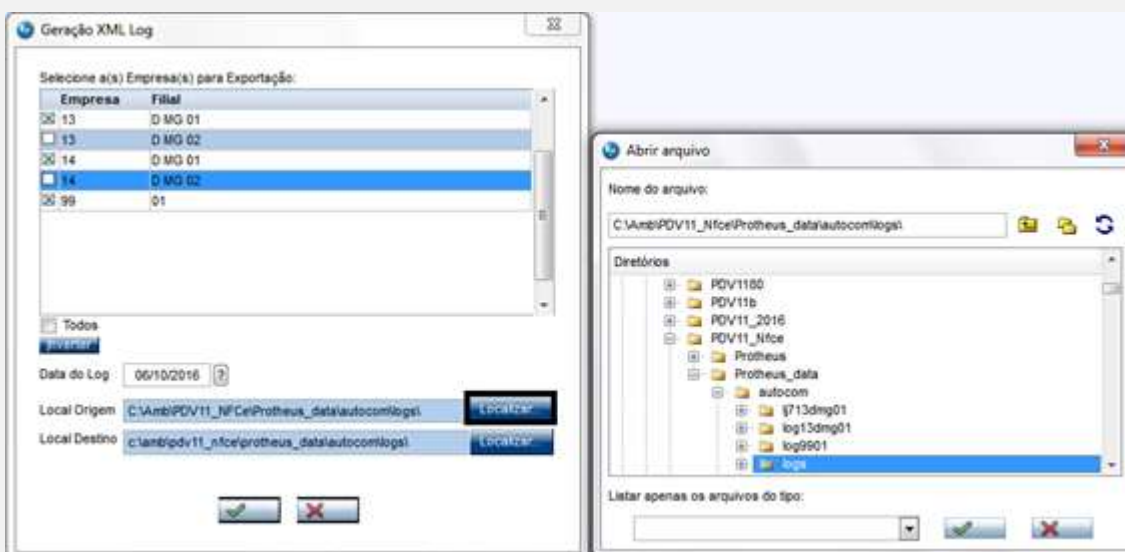 Geração XML Log
Selecione a(s) Empresa(s) para Exportação:
Empresa Filial
13 D MG 01
13 D MG 02
14 D MG 01
14 D MG 02
99 01
Todos
Inverter
Data do Log 06/10/2016 ?
Local Origem C:\Amb\PDV11_NFCe\Protheus_data\autocom\logs\ Localizar...
Local Destino c:\amb\pdv11_nfce\protheus_data\autocom\logs\ Localizar...
Abrir arquivo
Nome do arquivo:
C:\Amb\PDV11_Nfce\Protheus_data\autocom\logs\
Diretórios
PDV1180
PDV11b
PDV11_2016
PDV11_Nfce
Protheus
Protheus_data
autocom
lj713dmg01
log13dmg01
log9901
logs
Listar apenas os arquivos do tipo: